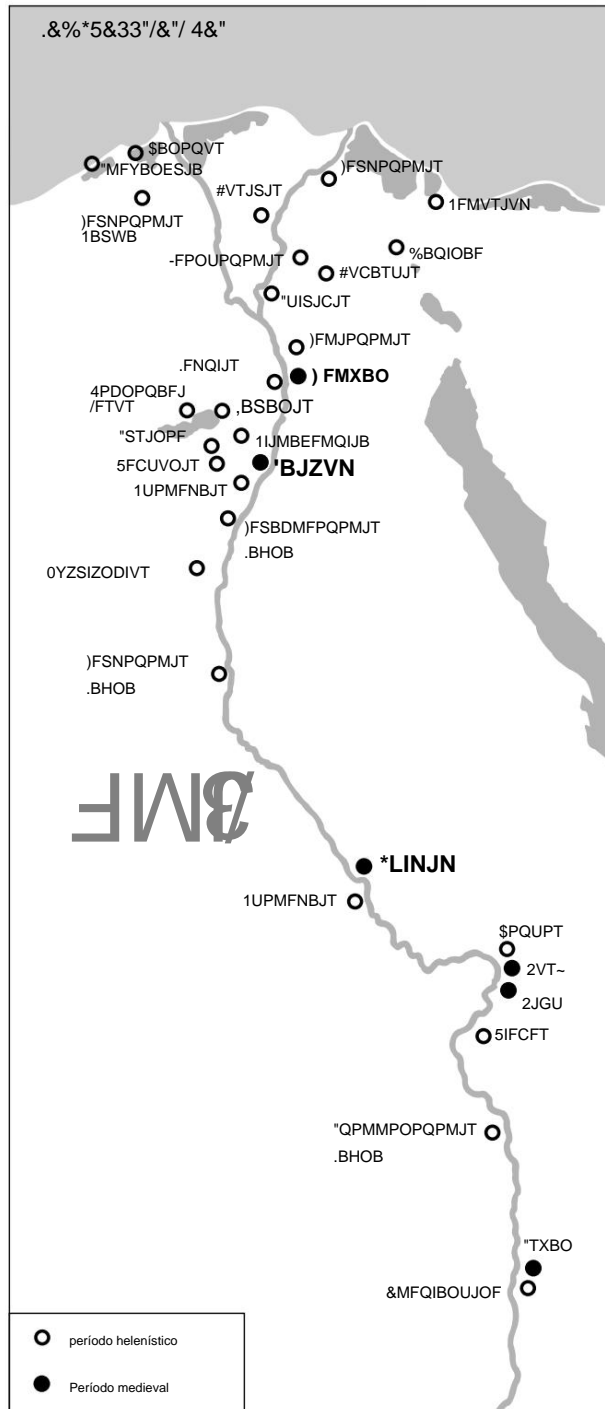 .&%*5&33"/&"/ 4&"
$BOPQVT
"MFYBOESJB
)FSNPQPMJT
#VTJSJT
1FMVTJVN
)FSNPQPMJT
1BSWB
%BQIOBF
-FPOUPQPMJT
#VCBTUJT
"UISJCJT
)FMJPQPMJT
.FNQIJT
) FMXBO
4PDOPQBFJ
/FTVT
,BSBOJT
"STJOPF
1IJMBEFMQIJB
5FCUVOJT
'BJZVN
1UPMFNBJT
)FSBDMFPQPMJT
.BHOB
0YZSIZODIVT
)FSNPQPMJT
.BHOB
*LINJN
1UPMFNBJT
$PQUPT
2VT~
2JGU
5IFCFT
"QPMMPOPQPMJT
.BHOB
"TXBO
&MFQIBOUJOF
período helenístico
Período medieval